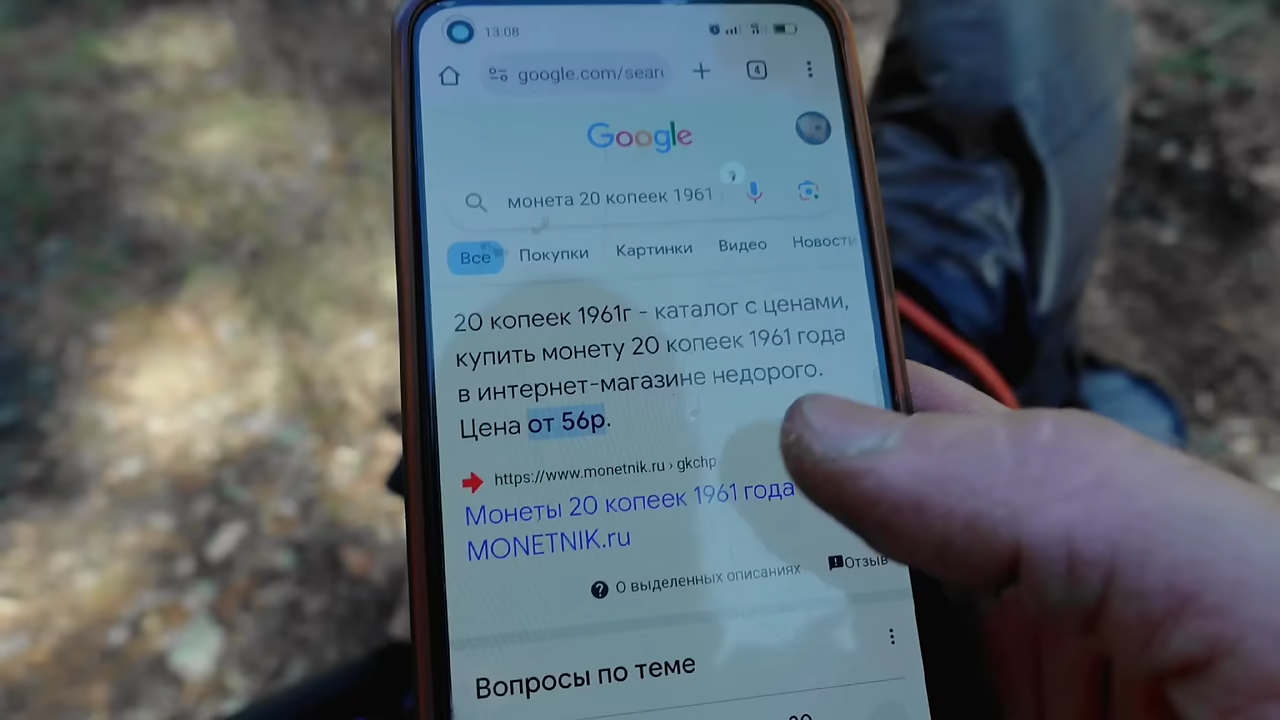 13:08
google.com/sear
4
Google
монета 20 копеек 1961
Все Покупки Картинки Видео Новости
20 копеек 1961г - каталог с ценами,
купить монету 20 копеек 1961 года
в интернет-магазине недорого.
Цена от 56р.
https://www.monetnik.ru › gkchp
Монеты 20 копеек 1961 года
MONETNIK.ru
О выделенных описаниях
Отзыв
Вопросы по теме